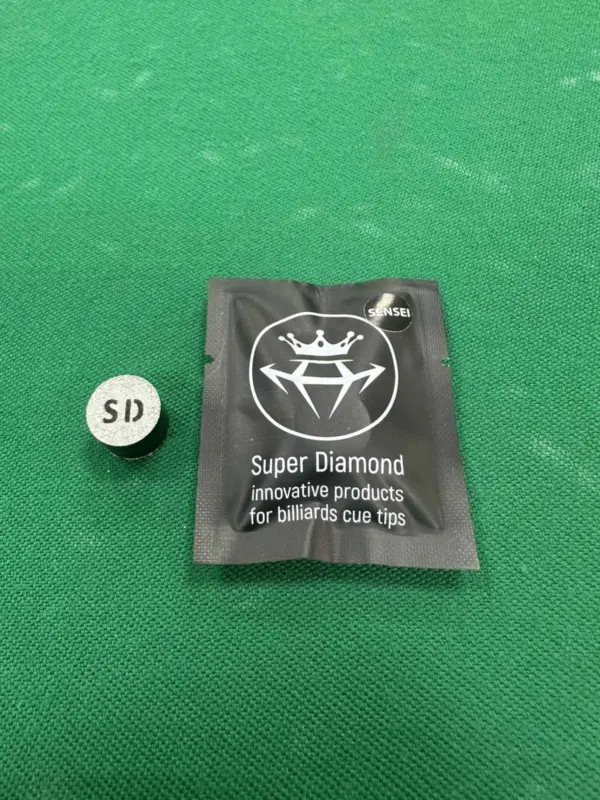 SENSEI
SD
Super Diamond
innovative products
for billiards cue tips